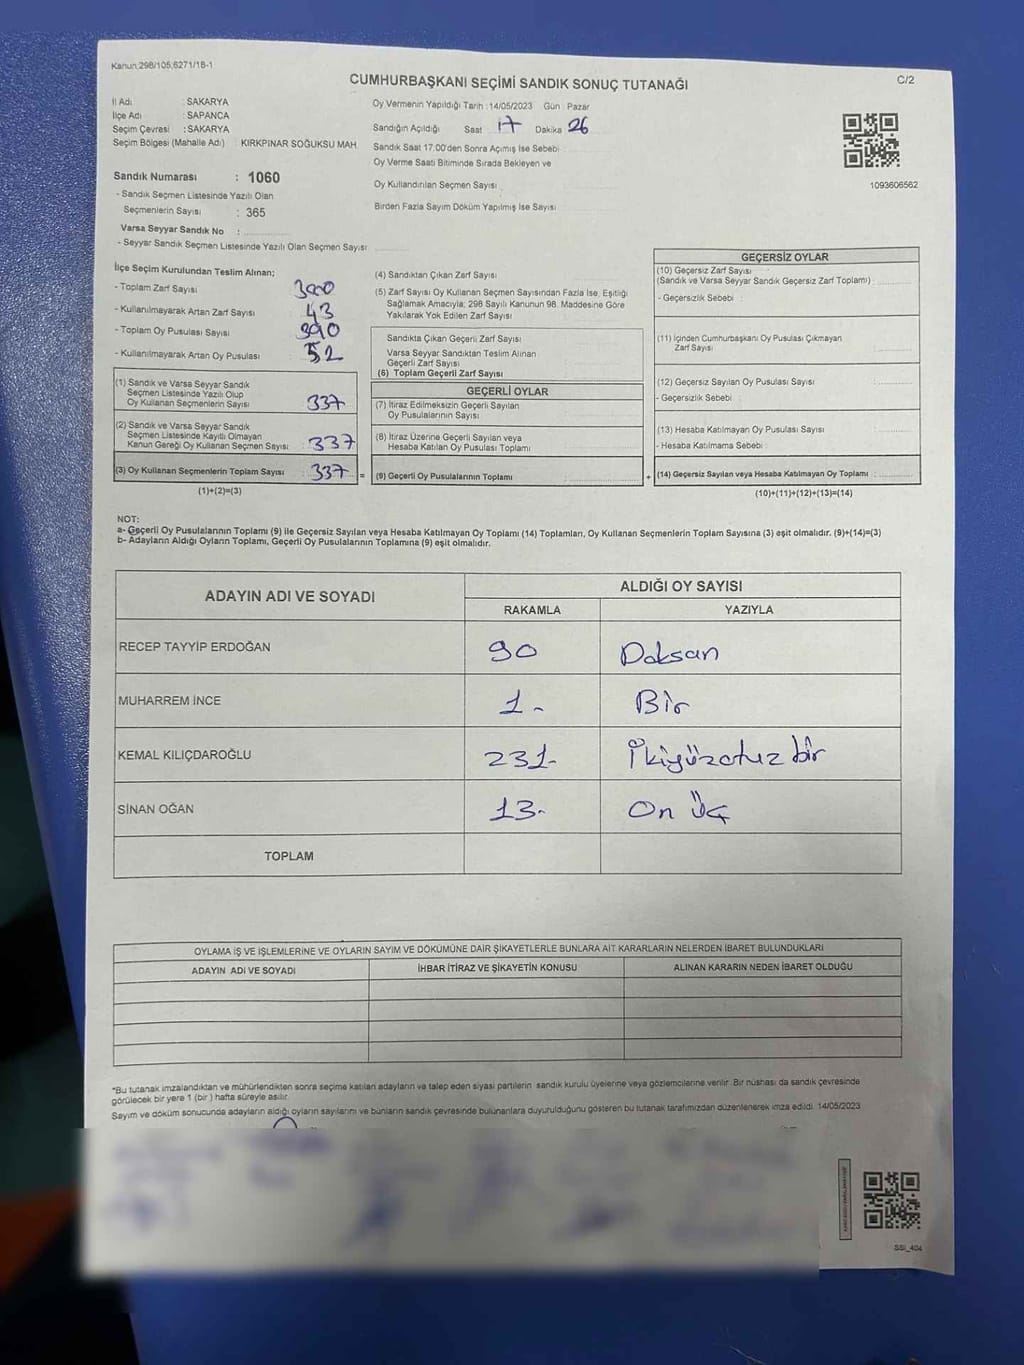 Kanun:298/105;6271/18-1
C/2
CUMHURBAŞKANI SEÇİMİ SANDIK SONUÇ TUTANAĞI
İl Adı : SAKARYA
İlçe Adı : SAPANCA
Seçim Çevresi : SAKARYA
Seçim Bölgesi (Mahalle Adı) : KIRKPINAR SOĞUKSU MAH.
Oy Vermenin Yapıldığı Tarih :14/05/2023 Gün : Pazar
Sandığın Açıldığı Saat 17 Dakika 26
Sandık Saat 17:00'den Sonra Açımış İse Sebebi
Oy Verme Saati Bitiminde Sırada Bekleyen ve
Oy Kullandırılan Seçmen Sayısı
Birden Fazla Sayım Döküm Yapılmış İse Sayısı
1093606562
Sandık Numarası : 1060
- Sandık Seçmen Listesinde Yazılı Olan
Seçmenlerin Sayısı : 365
Varsa Seyyar Sandık No :
- Seyyar Sandık Seçmen Listesinde Yazılı Olan Seçmen Sayısı
İlçe Seçim Kurulundan Teslim Alınan;
- Toplam Zarf Sayısı 390
- Kullanılmayarak Artan Zarf Sayısı : 43
- Toplam Oy Pusulası Sayısı 390
- Kullanılmayarak Artan Oy Pusulası : 52
(1) Sandık ve Varsa Seyyar Sandık
Seçmen Listesinde Yazılı Olup
Oy Kullanan Seçmenlerin Sayısı 337
(2) Sandık ve Varsa Seyyar Sandık
Seçmen Listesinde Kayıtlı Olmayan
Kanun Gereği Oy Kullanan Seçmen Sayısı : 337
(3) Oy Kullanan Seçmenlerin Toplam Sayısı : 337 =
(1)+(2)=(3)
(4) Sandıktan Çıkan Zarf Sayısı
(5) Zarf Sayısı Oy Kullanan Seçmen Sayısından Fazla İse, Eşitliği
Sağlamak Amacıyla; 298 Sayılı Kanunun 98. Maddesine Göre
Yakılarak Yok Edilen Zarf Sayısı
Sandıkta Çıkan Geçerli Zarf Sayısı
Varsa Seyyar Sandıktan Teslim Alınan
Geçerli Zarf Sayısı
(6) Toplam Geçerli Zarf Sayısı
GEÇERLİ OYLAR
(7) İtiraz Edilmeksizin Geçerli Sayılan
Oy Pusulalarının Sayısı
(8) İtiraz Üzerine Geçerli Sayılan veya
Hesaba Katılan Oy Pusulası Toplamı
(9) Geçerli Oy Pusulalarının Toplamı +
GEÇERSİZ OYLAR
(10) Geçersiz Zarf Sayısı
(Sandık ve Varsa Seyyar Sandık Geçersiz Zarf Toplamı) :
- Geçersizlik Sebebi :
(11) İçinden Cumhurbaşkanı Oy Pusulası Çıkmayan
Zarf Sayısı
(12) Geçersiz Sayılan Oy Pusulası Sayısı
- Geçersizlik Sebebi
(13) Hesaba Katılmayan Oy Pusulası Sayısı
- Hesaba Katılmama Sebebi
(14) Geçersiz Sayılan veya Hesaba Katılmayan Oy Toplamı :
(10)+(11)+(12)+(13)=(14)
NOT:
a- Geçerli Oy Pusulalarının Toplamı (9) ile Geçersiz Sayılan veya Hesaba Katılmayan Oy Toplamı (14) Toplamları, Oy Kullanan Seçmenlerin Toplam Sayısına (3) eşit olmalıdır. (9)+(14)=(3)
b- Adayların Aldığı Oyların Toplamı, Geçerli Oy Pusulalarının Toplamına (9) eşit olmalıdır.
ADAYIN ADI VE SOYADI
ALDIĞI OY SAYISI
RAKAMLA YAZIYLA
RECEP TAYYİP ERDOĞAN 90 Doksan
MUHARREM İNCE 1- Bir
KEMAL KILIÇDAROĞLU 231- İkiyüzotuz bir
SİNAN OĞAN 13- On Üç
TOPLAM
OYLAMA İŞ VE İŞLEMLERİNE VE OYLARIN SAYIM VE DÖKÜMÜNE DAİR ŞİKAYETLERLE BUNLARA AİT KARARLARIN NELERDEN İBARET BULUNDUKLARI
ADAYIN ADI VE SOYADI İHBAR İTİRAZ VE ŞİKAYETİN KONUSU ALINAN KARARIN NEDEN İBARET OLDUĞU
*Bu tutanak imzalandıktan ve mühürlendikten sonra seçime katılan adayların ve talep eden siyasi partilerin sandık kurulu üyelerine veya gözlemcilerine verilir. Bir nüshası da sandık çevresinde
görülecek bir yere 1 (bir) hafta süreyle asılır.
Sayım ve döküm sonucunda adayların aldığı oyların sayılarını ve bunların sandık çevresinde bulunanlara duyurulduğunu gösteren bu tutanak tarafımızdan düzenlenerek imza edildi. 14/05/2023
SSI_404